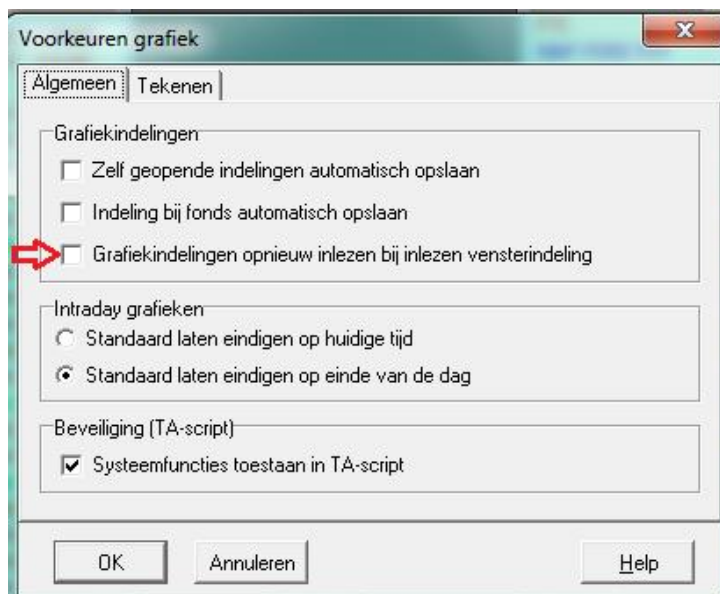 Voorkeuren grafiek
Algemeen Tekenen
Grafiekindelingen
Zelf geopende indelingen automatisch opslaan
Indeling bij fonds automatisch opslaan
Grafiekindelingen opnieuw inlezen bij inlezen vensterindeling
Intraday grafieken
Standaard laten eindigen op huidige tijd
Standaard laten eindigen op einde van de dag
Beveiliging (TA-script)
Systeemfuncties toestaan in TA-script
OK Annuleren Help